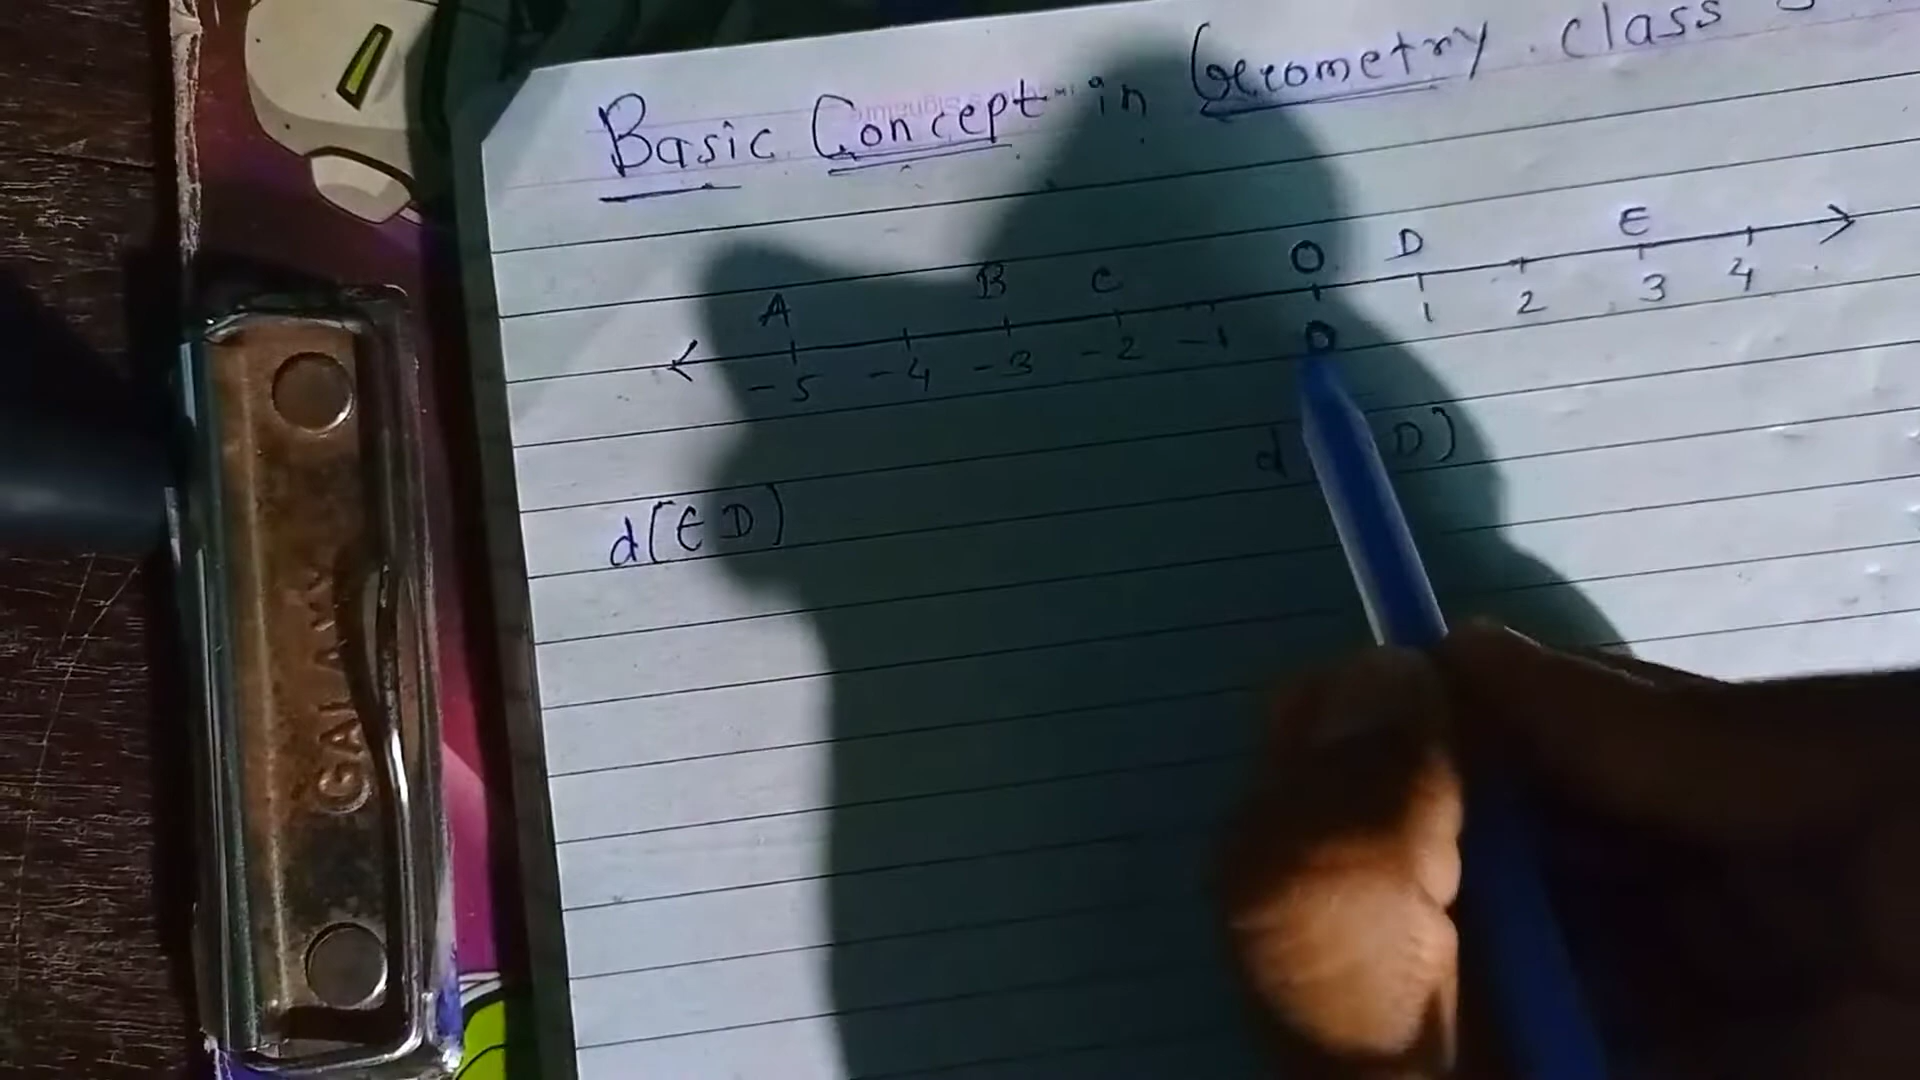 Basic Concept in Geometry. class
A B C O D E
-5 -4 -3 -2 -1 0 1 2 3 4
d D)
d(E D)
GALAXY